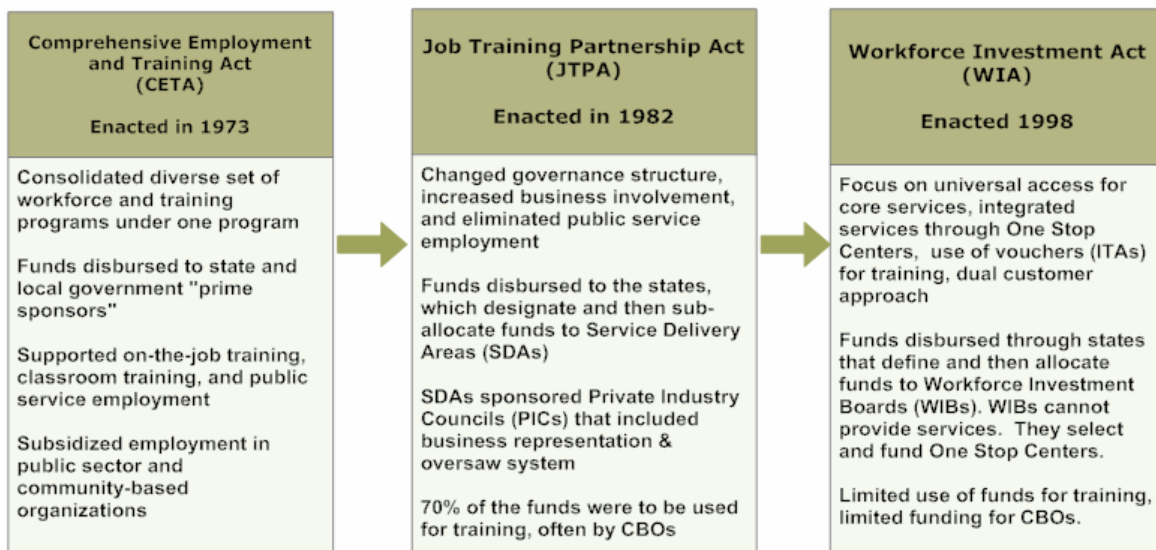 Comprehensive Employment
and Training Act
(CETA)
Enacted in 1973
Consolidated diverse set of
workforce and training
programs under one program
Funds disbursed to state and
local government "prime
sponsors"
Supported on-the-job training,
classroom training, and public
service employment
Subsidized employment in
public sector and
community-based
organizations
Job Training Partnership Act
(JTPA)
Enacted in 1982
Changed governance structure,
increased business involvement,
and eliminated public service
employment
Funds disbursed to the states,
which designate and then sub-
allocate funds to Service Delivery
Areas (SDAs)
SDAs sponsored Private Industry
Councils (PICs) that included
business representation &
oversaw system
70% of the funds were to be used
for training, often by CBOs
Workforce Investment Act
(WIA)
Enacted 1998
Focus on universal access for
core services, integrated
services through One Stop
Centers, use of vouchers (ITAs)
for training, dual customer
approach
Funds disbursed through states
that define and then allocate
funds to Workforce Investment
Boards (WIBs). WIBs cannot
provide services. They select
and fund One Stop Centers.
Limited use of funds for training,
limited funding for CBOs.